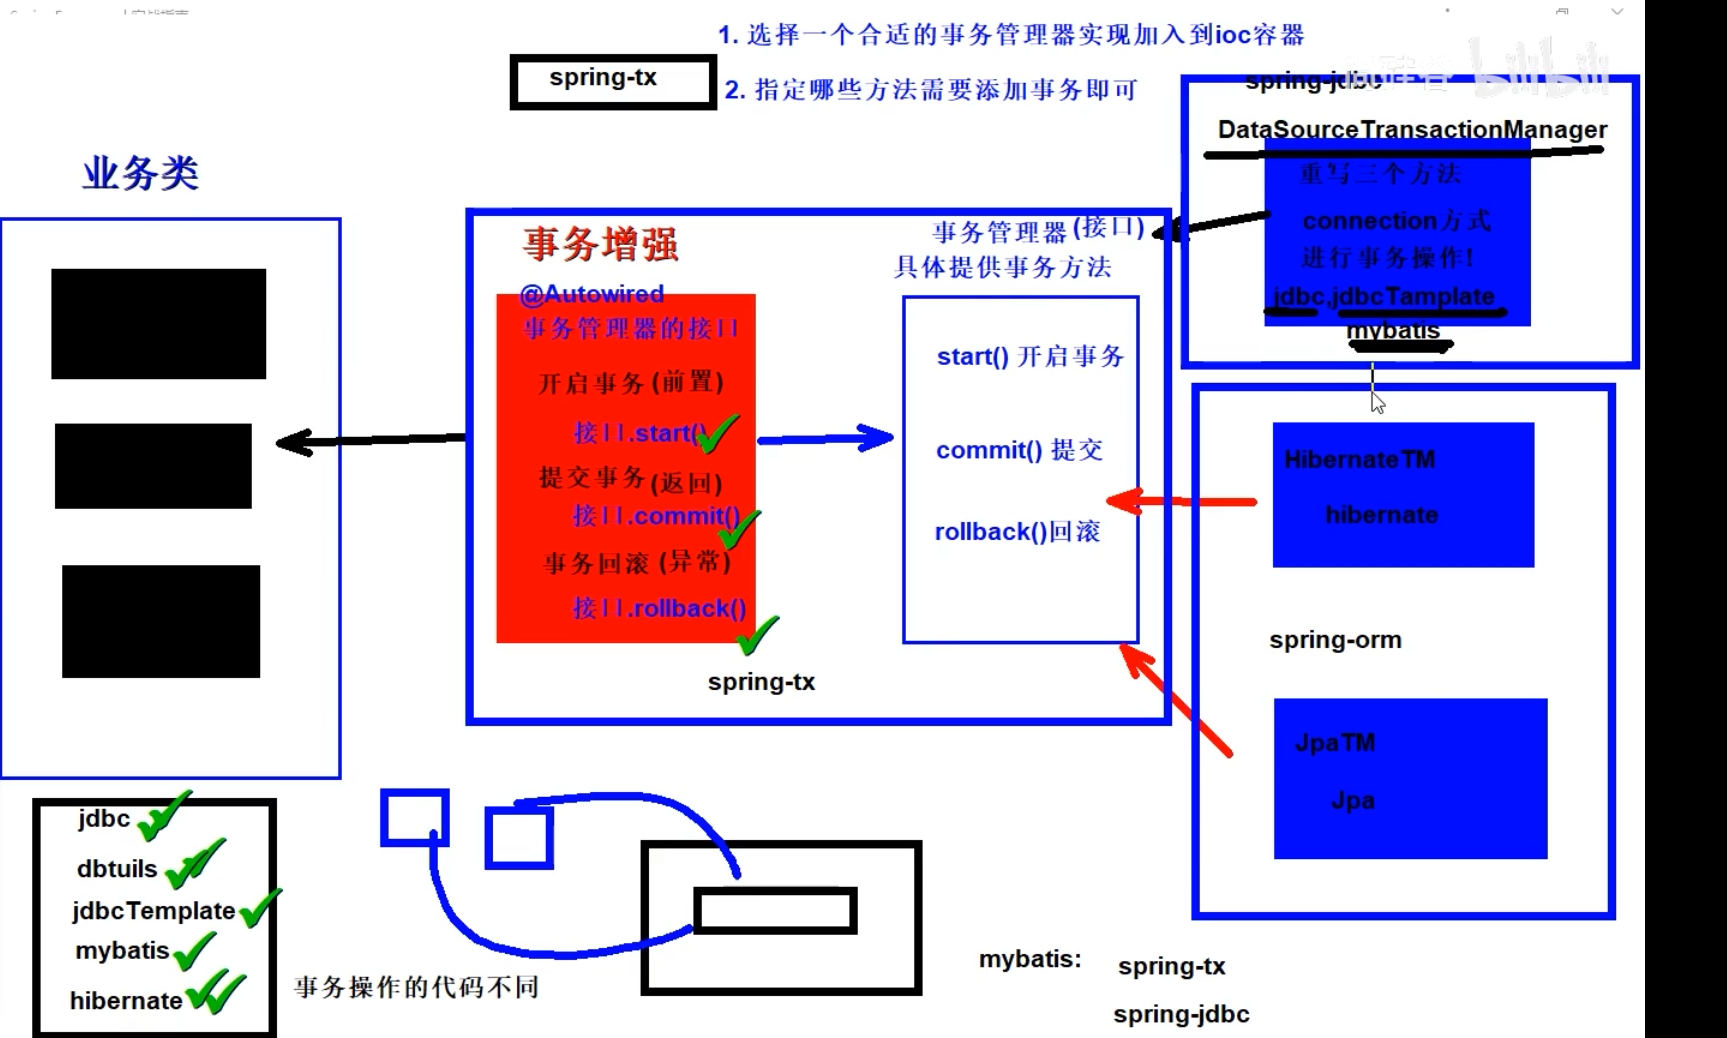 1. 选择一个合适的事务管理器实现加入到ioc容器
spring-tx
2. 指定哪些方法需要添加事务即可
spring-jdbc
bilibili
DataSourceTransactionManager
重写三个方法
connection方式
进行事务操作!
jdbc,jdbcTamplate
mybatis
业务类
事务增强
@Autowired
事务管理器的接口
开启事务(前置)
接口.start()
提交事务(返回)
接口.commit()
事务回滚(异常)
接口.rollback()
spring-tx
事务管理器(接口)
具体提供事务方法
start() 开启事务
commit() 提交
rollback()回滚
HibernateTM
hibernate
spring-orm
JpaTM
Jpa
jdbc
dbtuils
jdbcTemplate
mybatis
hibernate
事务操作的代码不同
mybatis:
spring-tx
spring-jdbc